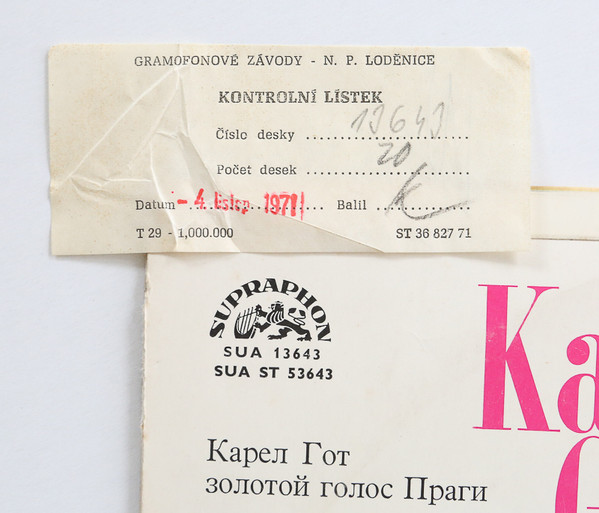 GRAMOFONOVÉ ZÁVODY - N. P. LODĚNICE
KONTROLNÍ LÍSTEK
Číslo desky 13643
Počet desek 20
Datum - 4. listop. 1971 Balil K
T 29 - 1,000.000 ST 36 827 71
SUPRAPHON
SUA 13643
SUA ST 53643
Ka
G
Карел Гот
золотой голос Праги